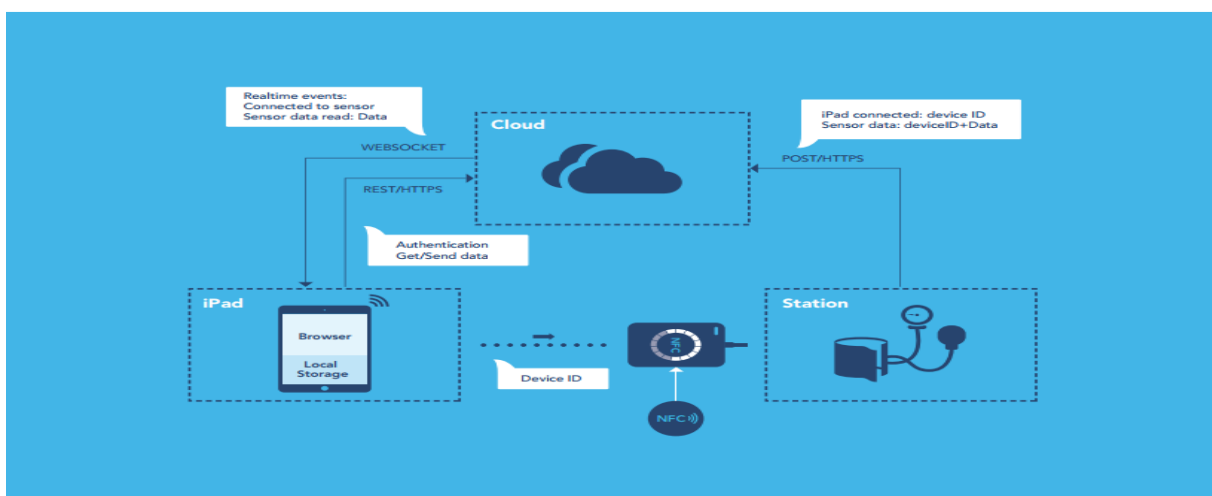 Realtime events:
Connected to sensor
Sensor data read: Data
Cloud
iPad connected: device ID
Sensor data: deviceID+Data
WEBSOCKET
POST/HTTPS
REST/HTTPS
Authentication
Get/Send data
iPad
Station
Browser
Local
Storage
NFC
Device ID
NFC